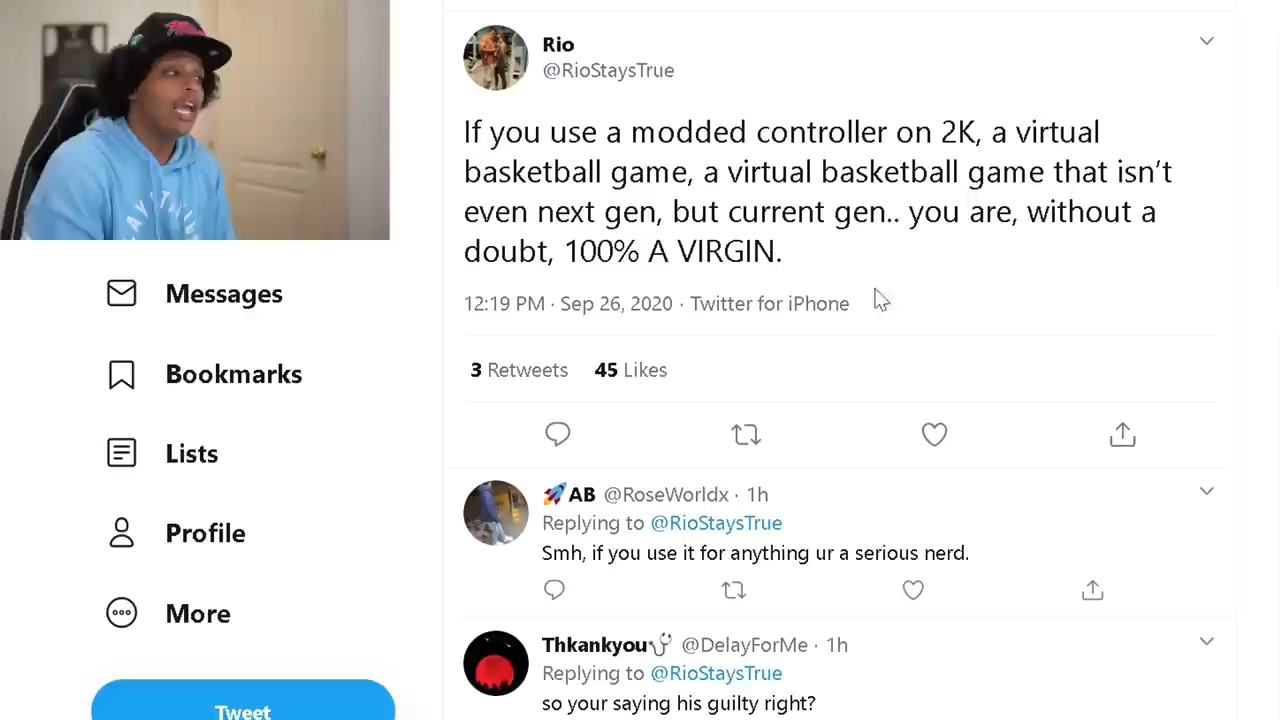 Rio
@RioStaysTrue
If you use a modded controller on 2K, a virtual
basketball game, a virtual basketball game that isn't
even next gen, but current gen.. you are, without a
doubt, 100% A VIRGIN.
12:19 PM · Sep 26, 2020 · Twitter for iPhone
3 Retweets 45 Likes
AB @RoseWorldx · 1h
Replying to @RioStaysTrue
Smh, if you use it for anything ur a serious nerd.
Thkankyou @DelayForMe · 1h
Replying to @RioStaysTrue
so your saying his guilty right?
Messages
Bookmarks
Lists
Profile
More
Tweet